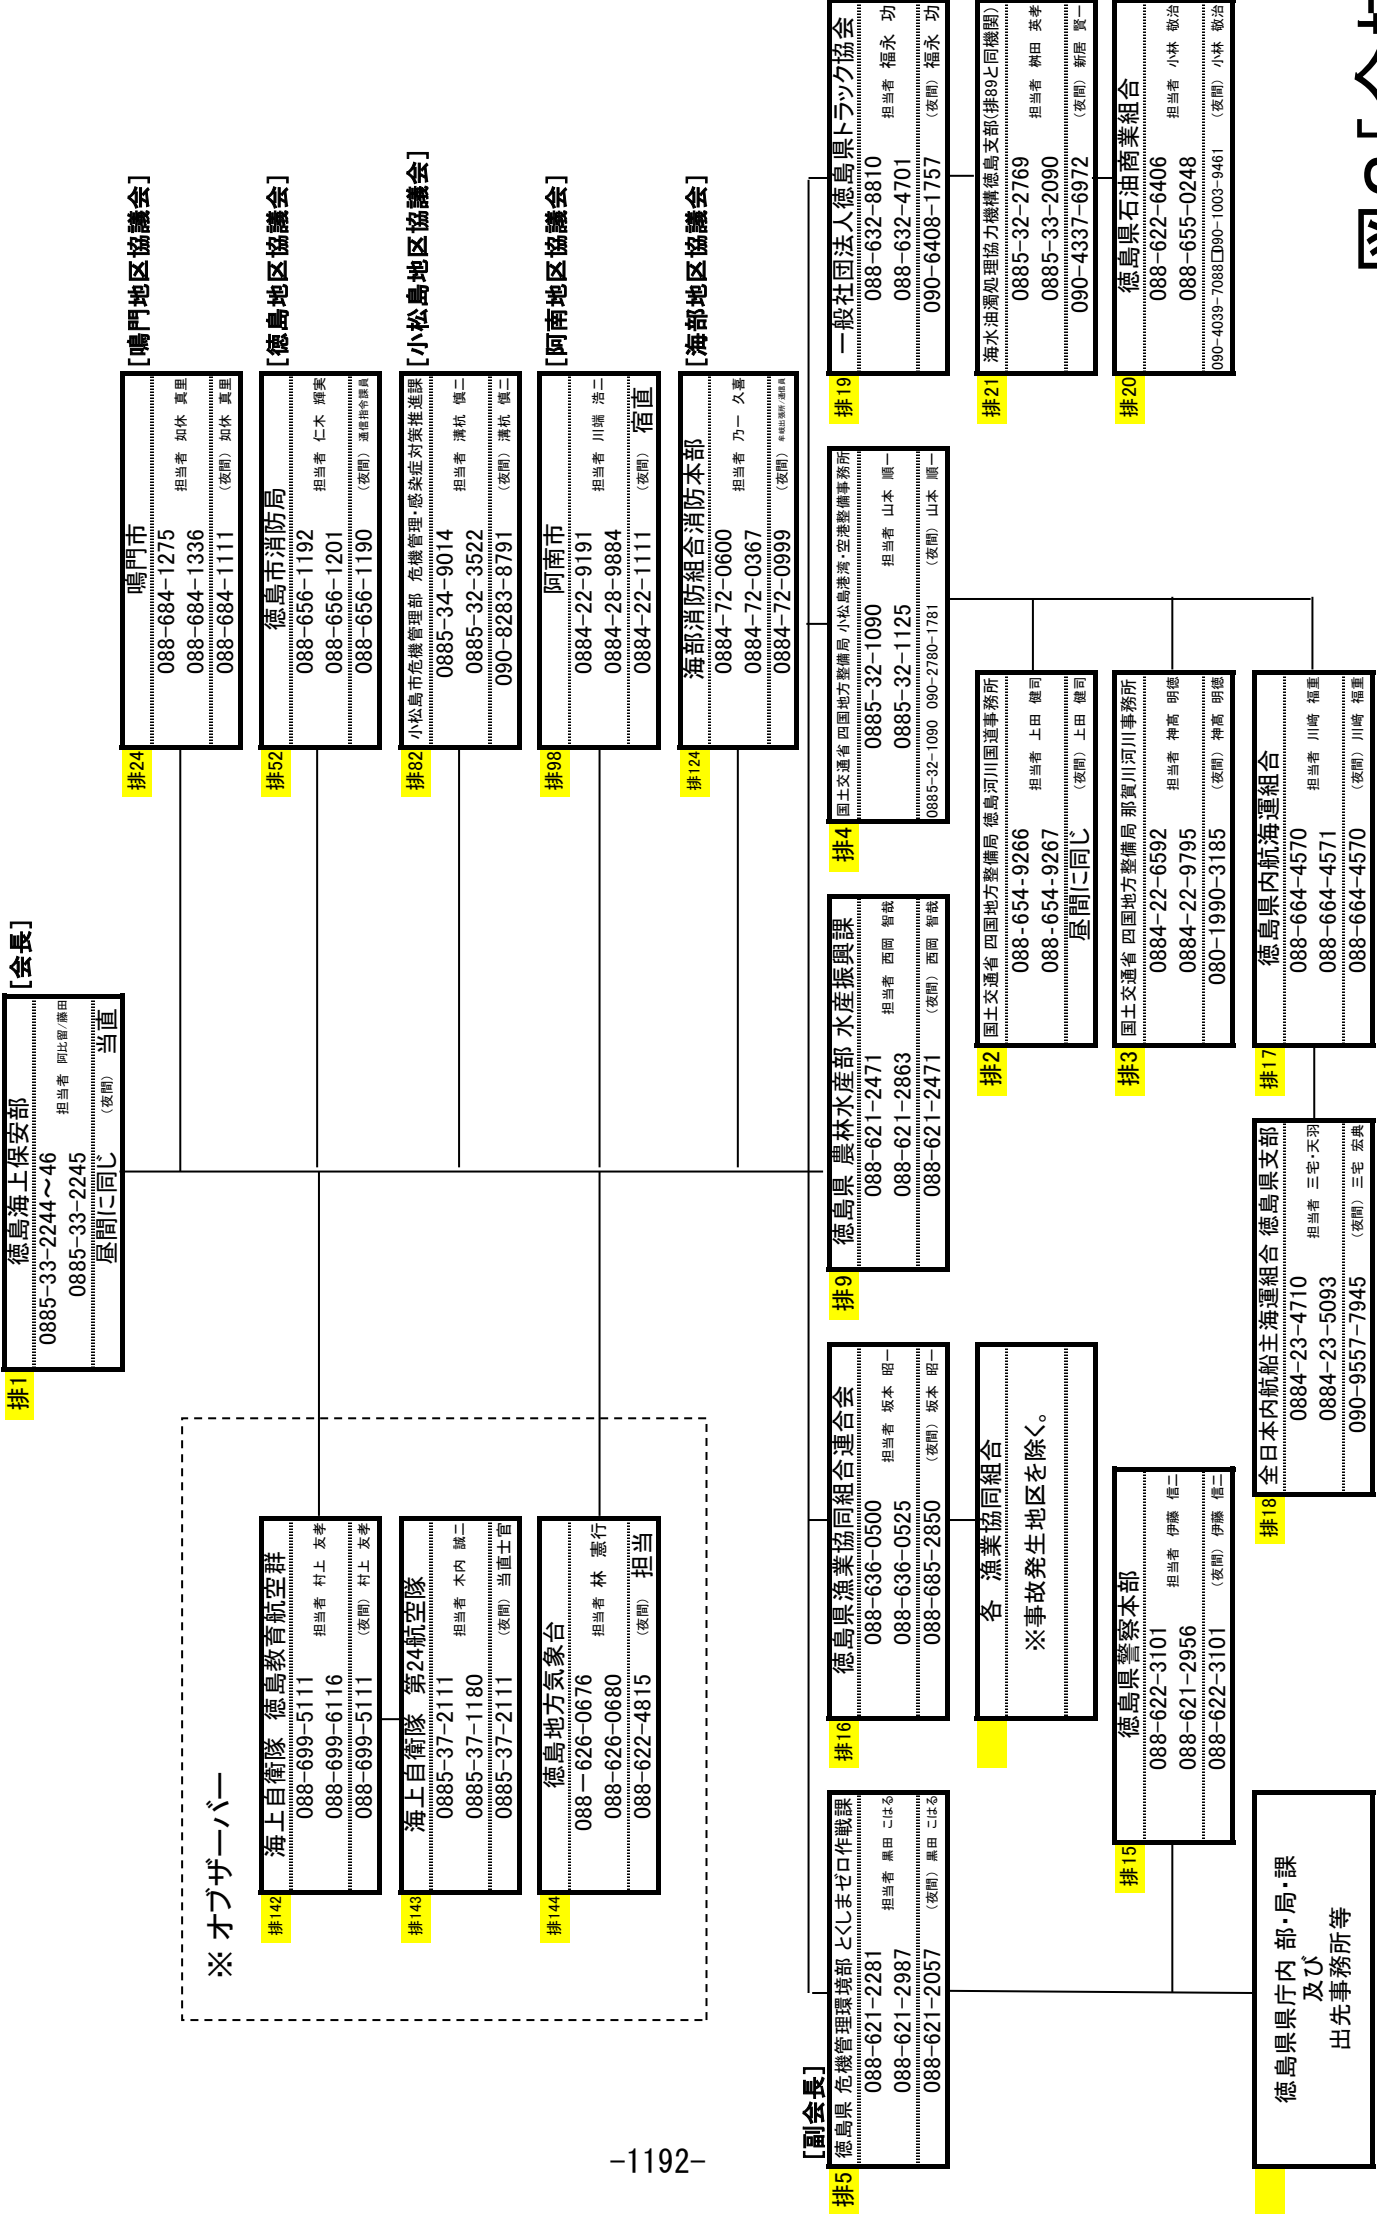 [会長]
排1
徳島海上保安部
0885-33-2244～46
担当者 阿比留/藤田
0885-33-2245
昼間に同じ (夜間) 当直
※ オブザーバー
排142
海上自衛隊 徳島教育航空群
088-699-5111
担当者 村上 友孝
088-699-6116
088-699-5111 (夜間) 村上 友孝
排143
海上自衛隊 第24航空隊
0885-37-2111
担当者 木内 誠二
0885-37-1180
0885-37-2111 (夜間) 当直士官
排144
徳島地方気象台
088ー626-0676
担当者 林 憲行
088-626-0680
088-622-4815 (夜間) 担当
排24
鳴門市
[鳴門地区協議会]
088-684-1275
担当者 如休 真里
088-684-1336
088-684-1111 (夜間) 如休 真里
排52
徳島市消防局
[徳島地区協議会]
088-656-1192
担当者 仁木 輝実
088-656-1201
088-656-1190 (夜間) 通信指令課員
排82
小松島市危機管理部 危機管理・感染症対策推進課
[小松島地区協議会]
0885-34-9014
担当者 溝杭 慎二
0885-32-3522
090-8283-8791 (夜間) 溝杭 慎二
排98
阿南市
[阿南地区協議会]
0884-22-9191
担当者 川端 浩二
0884-28-9884
0884-22-1111 (夜間) 宿直
排124
海部消防組合消防本部
[海部地区協議会]
0884-72-0600
担当者 乃一 久喜
0884-72-0367
0884-72-0999 (夜間) 牟岐出張所/通信員
[副会長]
排5
徳島県 危機管理環境部 とくしまゼロ作戦課
088-621-2281
担当者 黒田 こはる
088-621-2987
088-621-2057 (夜間) 黒田 こはる
排16
徳島県漁業協同組合連合会
088-636-0500
担当者 坂本 昭一
088-636-0525
088-685-2850 (夜間) 坂本 昭一
排9
徳島県 農林水産部 水産振興課
088-621-2471
担当者 西岡 智哉
088-621-2863
088-621-2471 (夜間) 西岡 智哉
排4
国土交通省 四国地方整備局 小松島港湾・空港整備事務所
0885-32-1090
担当者 山本 順一
0885-32-1125
0885-32-1090 090-2780-1781 (夜間) 山本 順一
排19
一般社団法人徳島県トラック協会
088-632-8810
担当者 福永 功
088-632-4701
090-6408-1757 (夜間) 福永 功
各 漁業協同組合
※事故発生地区を除く。
排2
国土交通省 四国地方整備局 徳島河川国道事務所
088-654-9266
担当者 上田 健司
088-654-9267
昼間に同じ (夜間) 上田 健司
排21
海水油濁処理協力機構徳島支部(排89と同機関)
0885-32-2769
担当者 桝田 英孝
0885-33-2090
090-4337-6972 (夜間) 新居 賢一
排15
徳島県警察本部
088-622-3101
担当者 伊藤 信二
088-621-2956
088-622-3101 (夜間) 伊藤 信二
排3
国土交通省 四国地方整備局 那賀川河川事務所
0884-22-6592
担当者 神髙 明徳
0884-22-9795
080-1990-3185 (夜間) 神髙 明徳
排20
徳島県石油商業組合
088-622-6406
担当者 小林 敬治
088-655-0248
090-4039-7088□090-1003-9461 (夜間) 小林 敬治
徳島県県庁内 部・局・課
及び
出先事務所等
排18
全日本内航船主海運組合 徳島県支部
0884-23-4710
担当者 三宅・天羽
0884-23-5093
090-9557-7945 (夜間) 三宅 宏典
排17
徳島県内航海運組合
088-664-4570
担当者 川﨑 福重
088-664-4571
088-664-4570 (夜間) 川﨑 福重
-1192-